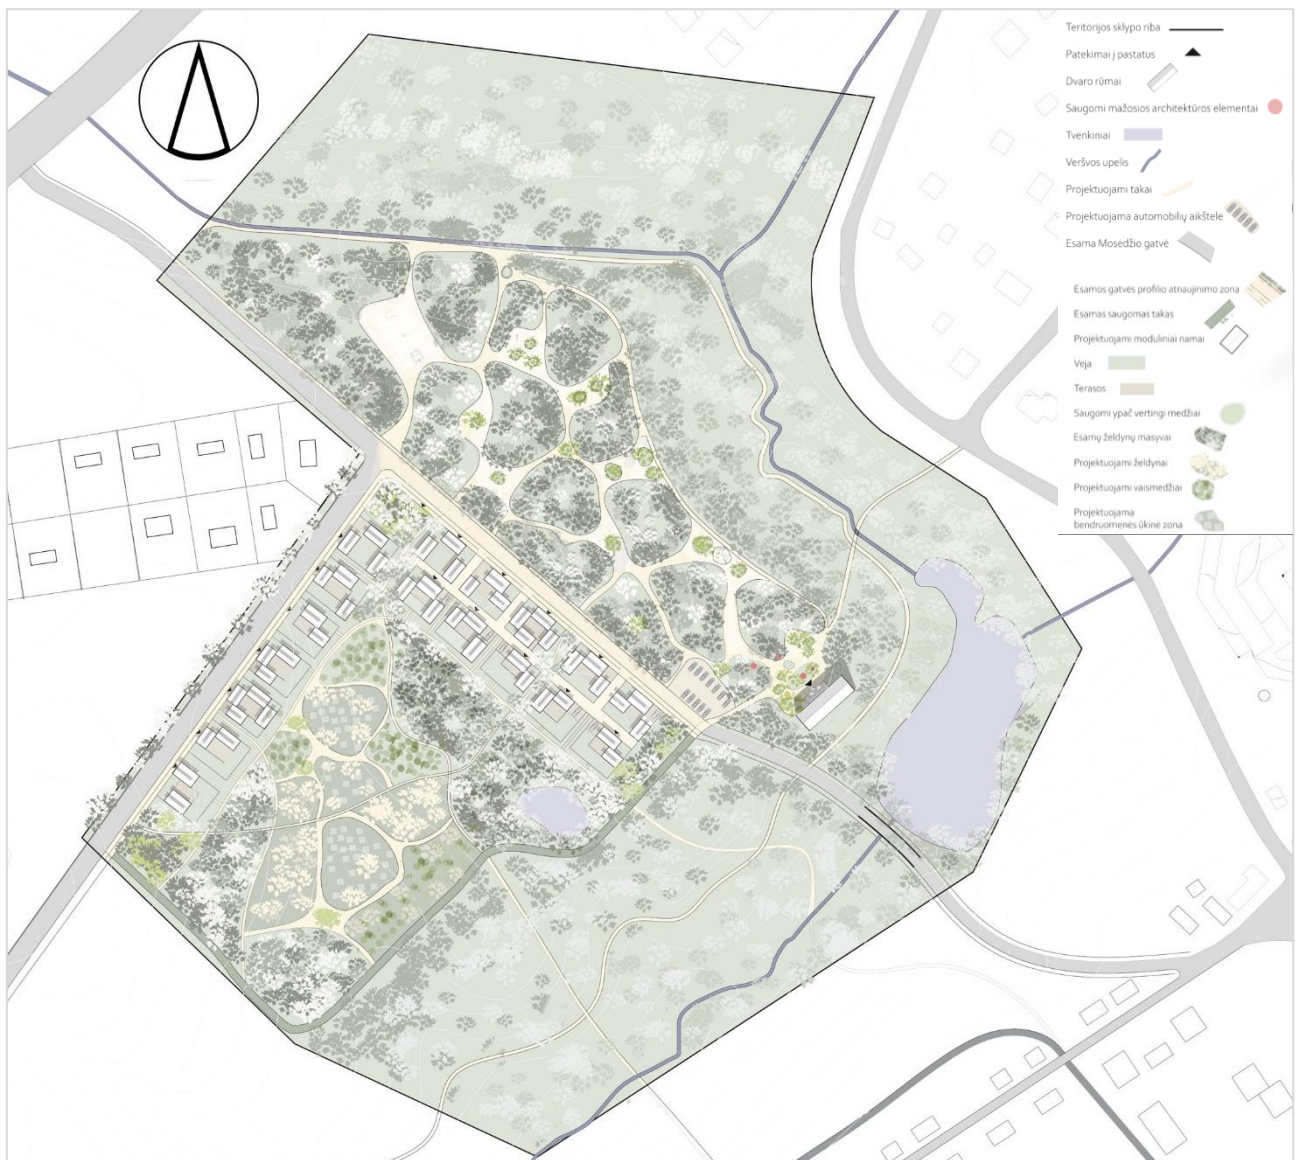 Teritorijos sklypo riba
Patekimai į pastatus
Dvaro rūmai
Saugomi mažosios architektūros elementai
Tvenkiniai
Veršvos upelis
Projektuojami takai
Projektuojama automobilių aikštelė
Esama Mosėdžio gatvė
Esamos gatvės profilio atnaujinimo zona
Esamas saugomas takas
Projektuojami moduliniai namai
Veja
Terasos
Saugomi ypač vertingi medžiai
Esamų želdynų masyvai
Projektuojami želdynai
Projektuojami vaismedžiai
Projektuojama
bendruomenės ūkinė zona